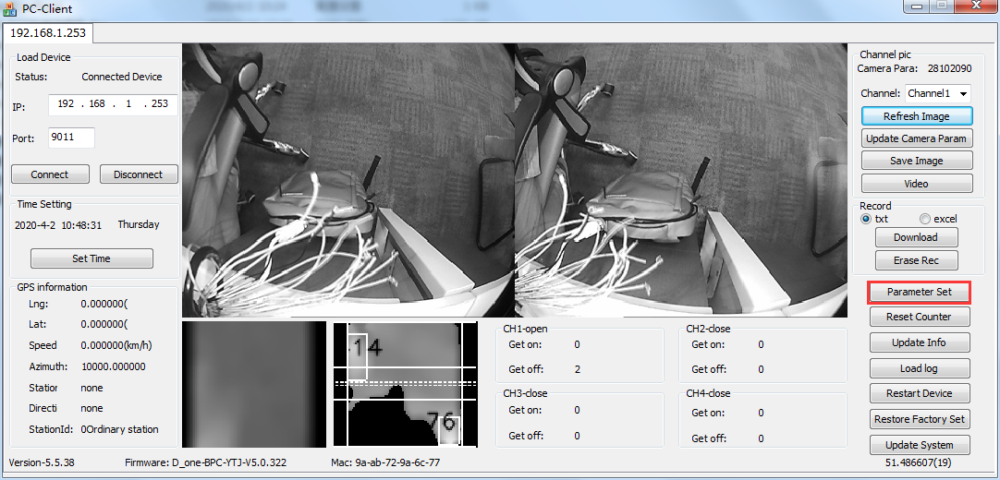 PC-Client
192.168.1.253
Load Device
Status: Connected Device
IP: 192 . 168 . 1 . 253
Port: 9011
Connect Disconnect
Time Setting
2020-4-2 10:48:31 Thursday
Set Time
GPS information
Lng: 0.000000(
Lat: 0.000000(
Speed 0.000000(km/h)
Azimuth: 10000.000000
Station none
Directi none
StationId: 0Ordinary station
14
76
CH1-open
Get on: 0
Get off: 2
CH2-close
Get on: 0
Get off: 0
CH3-close
Get on: 0
Get off: 0
CH4-close
Get on: 0
Get off: 0
Channel pic
Camera Para: 28102090
Channel: Channel1
Refresh Image
Update Camera Param
Save Image
Video
Record
txt excel
Download
Erase Rec
Parameter Set
Reset Counter
Update Info
Load log
Restart Device
Restore Factory Set
Update System
Version-5.5.38 Firmware: D_one-BPC-YTJ-V5.0.322 Mac: 9a-ab-72-9a-6c-77 51.486607(19)